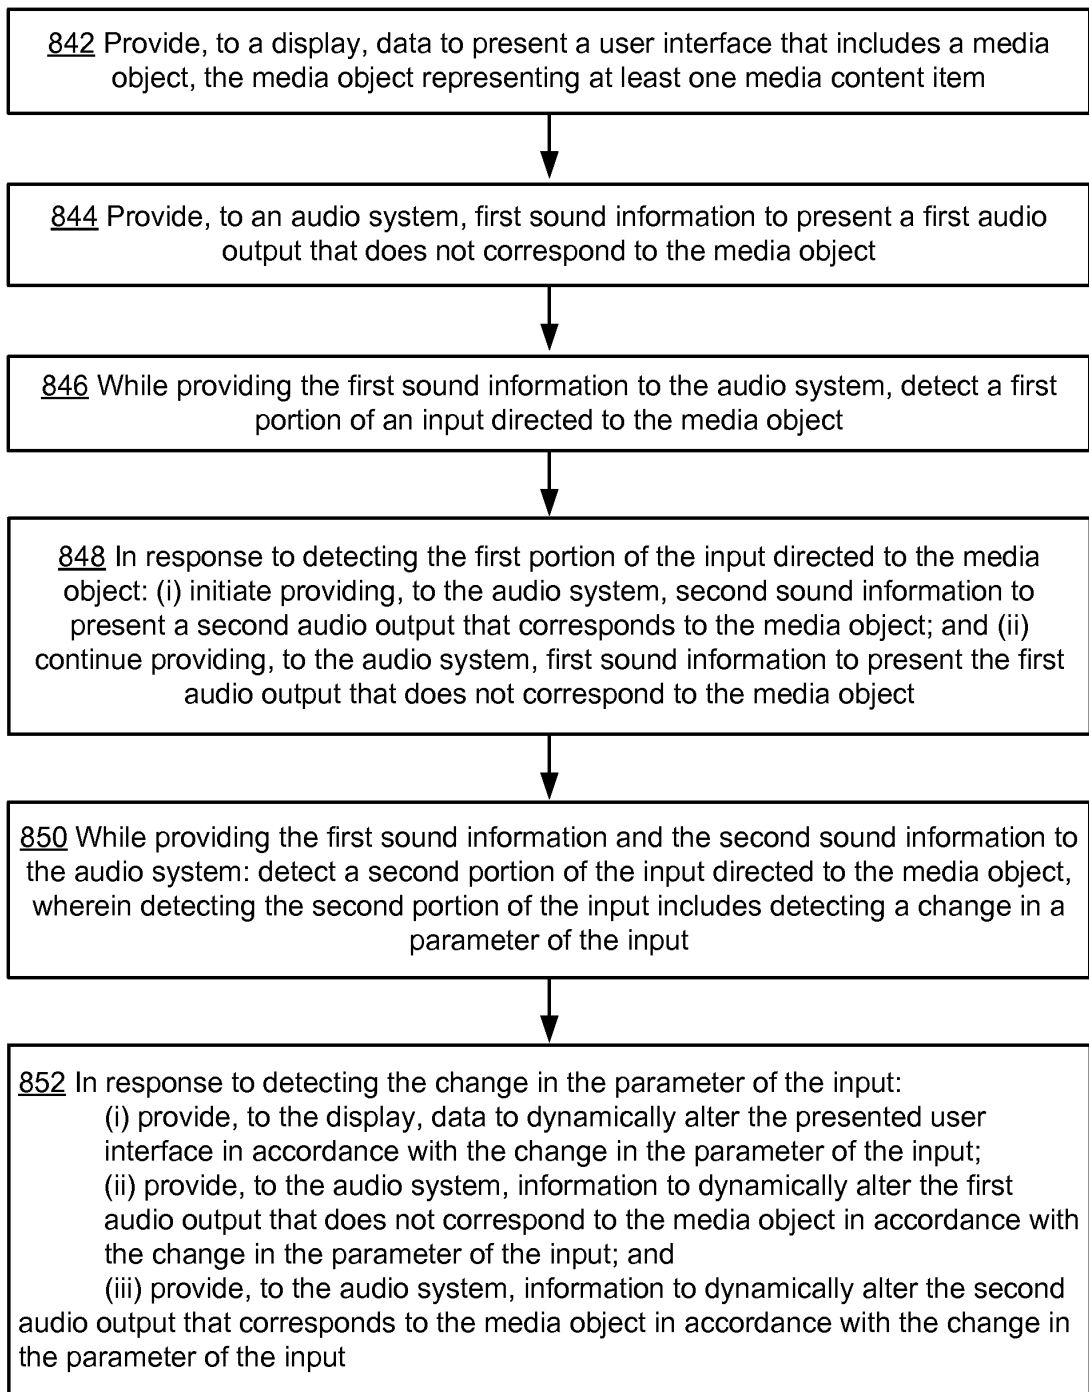 842 Provide, to a display, data to present a user interface that includes a media
object, the media object representing at least one media content item
844 Provide, to an audio system, first sound information to present a first audio
output that does not correspond to the media object
846 While providing the first sound information to the audio system, detect a first
portion of an input directed to the media object
848 In response to detecting the first portion of the input directed to the media
object: (i) initiate providing, to the audio system, second sound information to
present a second audio output that corresponds to the media object; and (ii)
continue providing, to the audio system, first sound information to present the first
audio output that does not correspond to the media object
850 While providing the first sound information and the second sound information to
the audio system: detect a second portion of the input directed to the media object,
wherein detecting the second portion of the input includes detecting a change in a
parameter of the input
852 In response to detecting the change in the parameter of the input:
(i) provide, to the display, data to dynamically alter the presented user
interface in accordance with the change in the parameter of the input;
(ii) provide, to the audio system, information to dynamically alter the first
audio output that does not correspond to the media object in accordance with
the change in the parameter of the input; and
(iii) provide, to the audio system, information to dynamically alter the second
audio output that corresponds to the media object in accordance with the change in
the parameter of the input